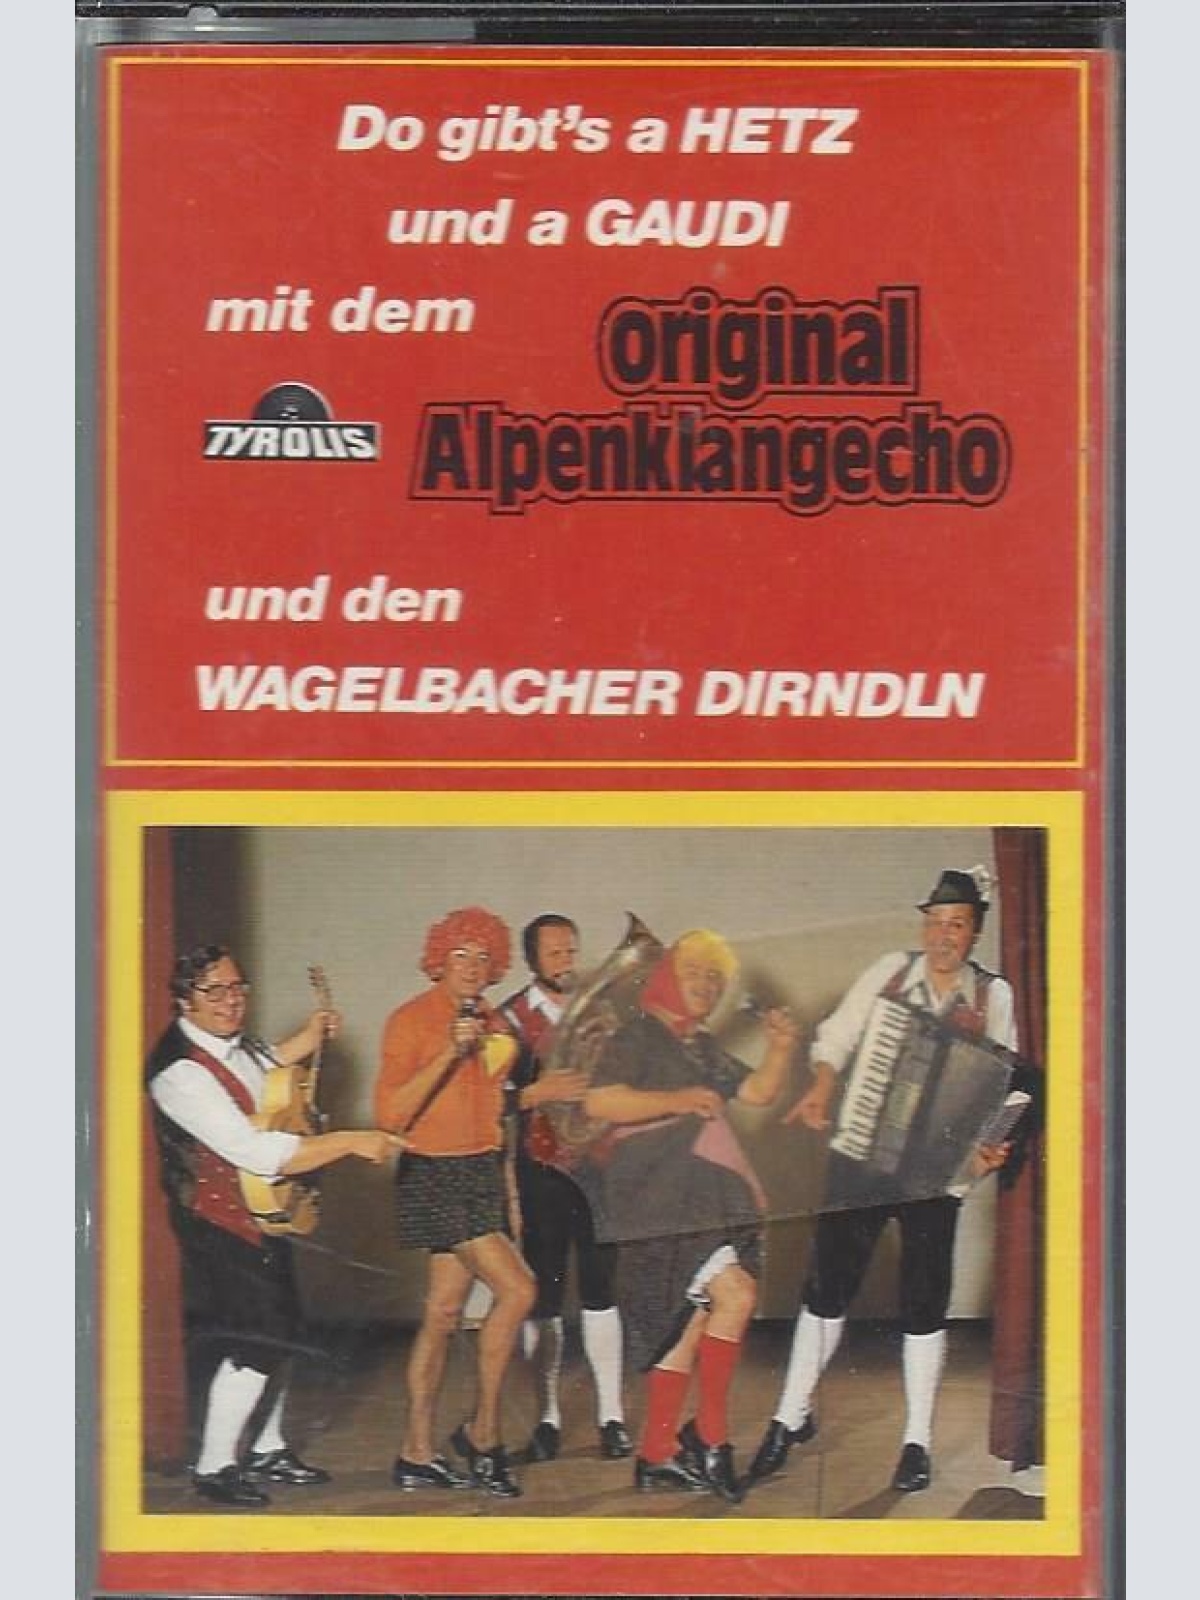 Do gibt's a HETZ
und a GAUDI
mit dem
original
Alpenklangecho
TYROLIS
und den
WAGELBACHER DIRNDLN